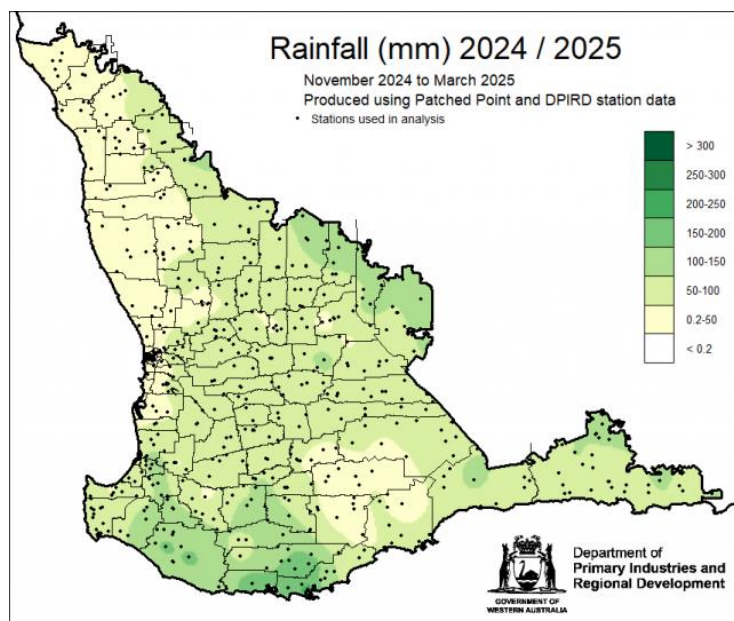 Rainfall (mm) 2024 / 2025
November 2024 to March 2025
Produced using Patched Point and DPIRD station data
• Stations used in analysis
> 300
250-300
200-250
150-200
100-150
50-100
0.2-50
< 0.2
GOVERNMENT OF
WESTERN AUSTRALIA
Department of
Primary Industries and
Regional Development